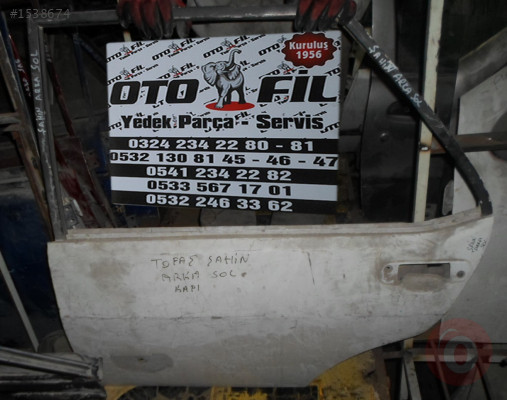 #1538674
OTO FİL
Kuruluş
1956
Yedek Parça - Servis
0324 234 22 80 - 81
0532 130 81 45 - 46 - 47
0541 234 22 82
0533 567 17 01
0532 246 33 62
TOFAŞ ŞAHİN
ARKA SOL
KAPI